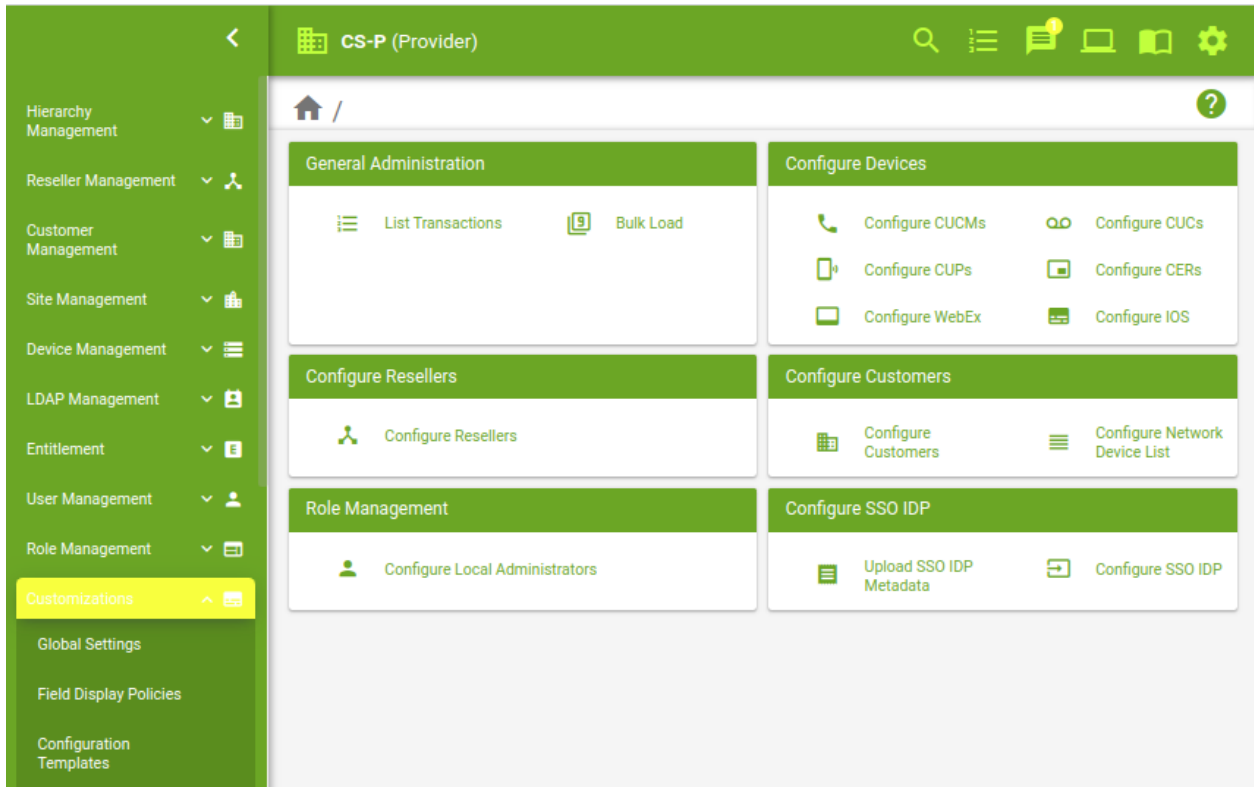 CS-P (Provider)
1
Hierarchy
Management
Reseller Management
Customer
Management
Site Management
Device Management
LDAP Management
Entitlement
E
User Management
Role Management
Customizations
Global Settings
Field Display Policies
Configuration
Templates
/
?
General Administration
List Transactions
9
Bulk Load
Configure Devices
Configure CUCMs
Configure CUCs
Configure CUPs
Configure CERs
Configure WebEx
Configure IOS
Configure Resellers
Configure Resellers
Configure Customers
Configure
Customers
Configure Network
Device List
Role Management
Configure Local Administrators
Configure SSO IDP
Upload SSO IDP
Metadata
Configure SSO IDP